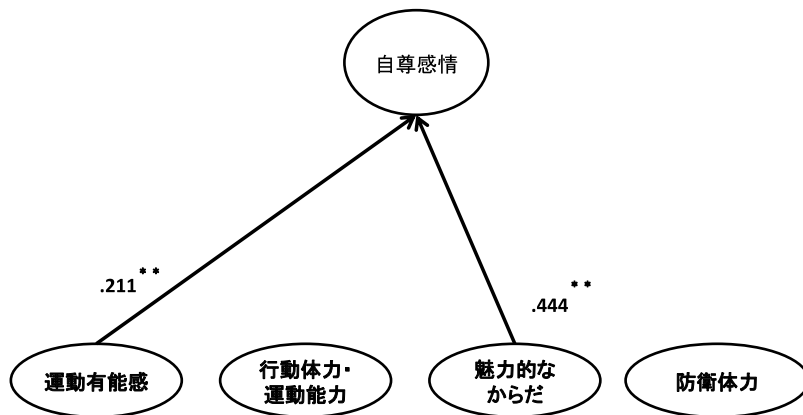 自尊感情
.211**
.444**
運動有能感
行動体力・
運動能力
魅力的な
からだ
防衛体力